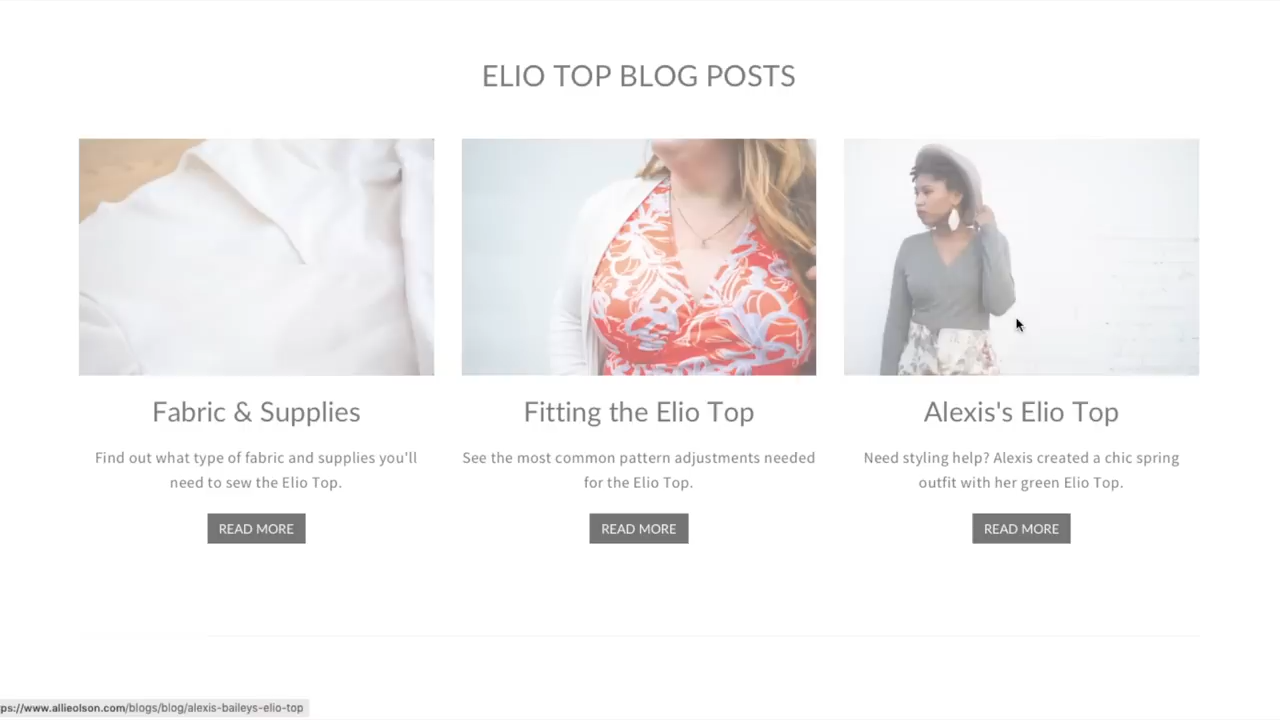 ELIO TOP BLOG POSTS
Fabric & Supplies
Find out what type of fabric and supplies you'll
need to sew the Elio Top.
READ MORE
Fitting the Elio Top
See the most common pattern adjustments needed
for the Elio Top.
READ MORE
Alexis's Elio Top
Need styling help? Alexis created a chic spring
outfit with her green Elio Top.
READ MORE
ps://www.allieolson.com/blogs/blog/alexis-baileys-elio-top